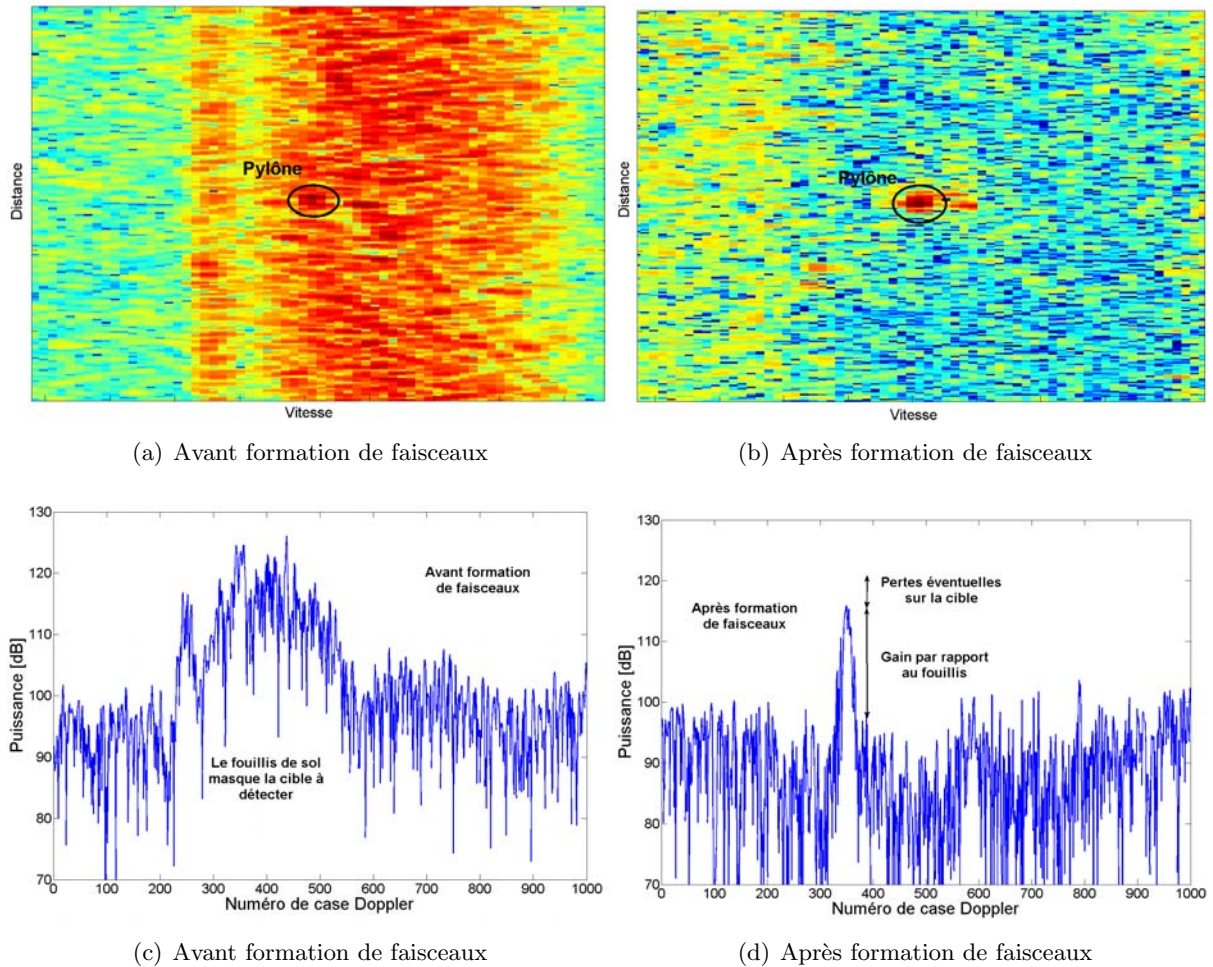 Distance
Pylône
Vitesse
(a) Avant formation de faisceaux
Distance
Pylône
Vitesse
(b) Après formation de faisceaux
130
120
110
100
90
80
70
Puissance [dB]
Avant formation
de faisceaux
Le fouillis de sol
masque la cible à
détecter
0 100 200 300 400 500 600 700 800 900 1000
Numéro de case Doppler
(c) Avant formation de faisceaux
130
120
110
100
90
80
70
Puissance [dB]
Après formation
de faisceaux
Pertes éventuelles
sur la cible
Gain par rapport
au fouillis
0 100 200 300 400 500 600 700 800 900 1000
Numéro de case Doppler
(d) Après formation de faisceaux